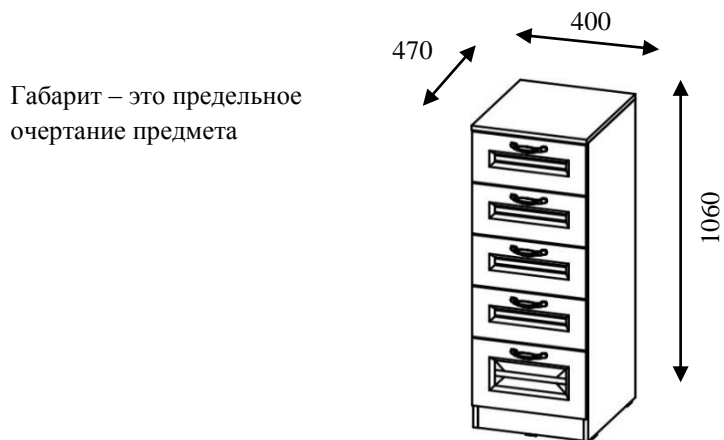 400
470
Габарит – это предельное
очертание предмета
1060